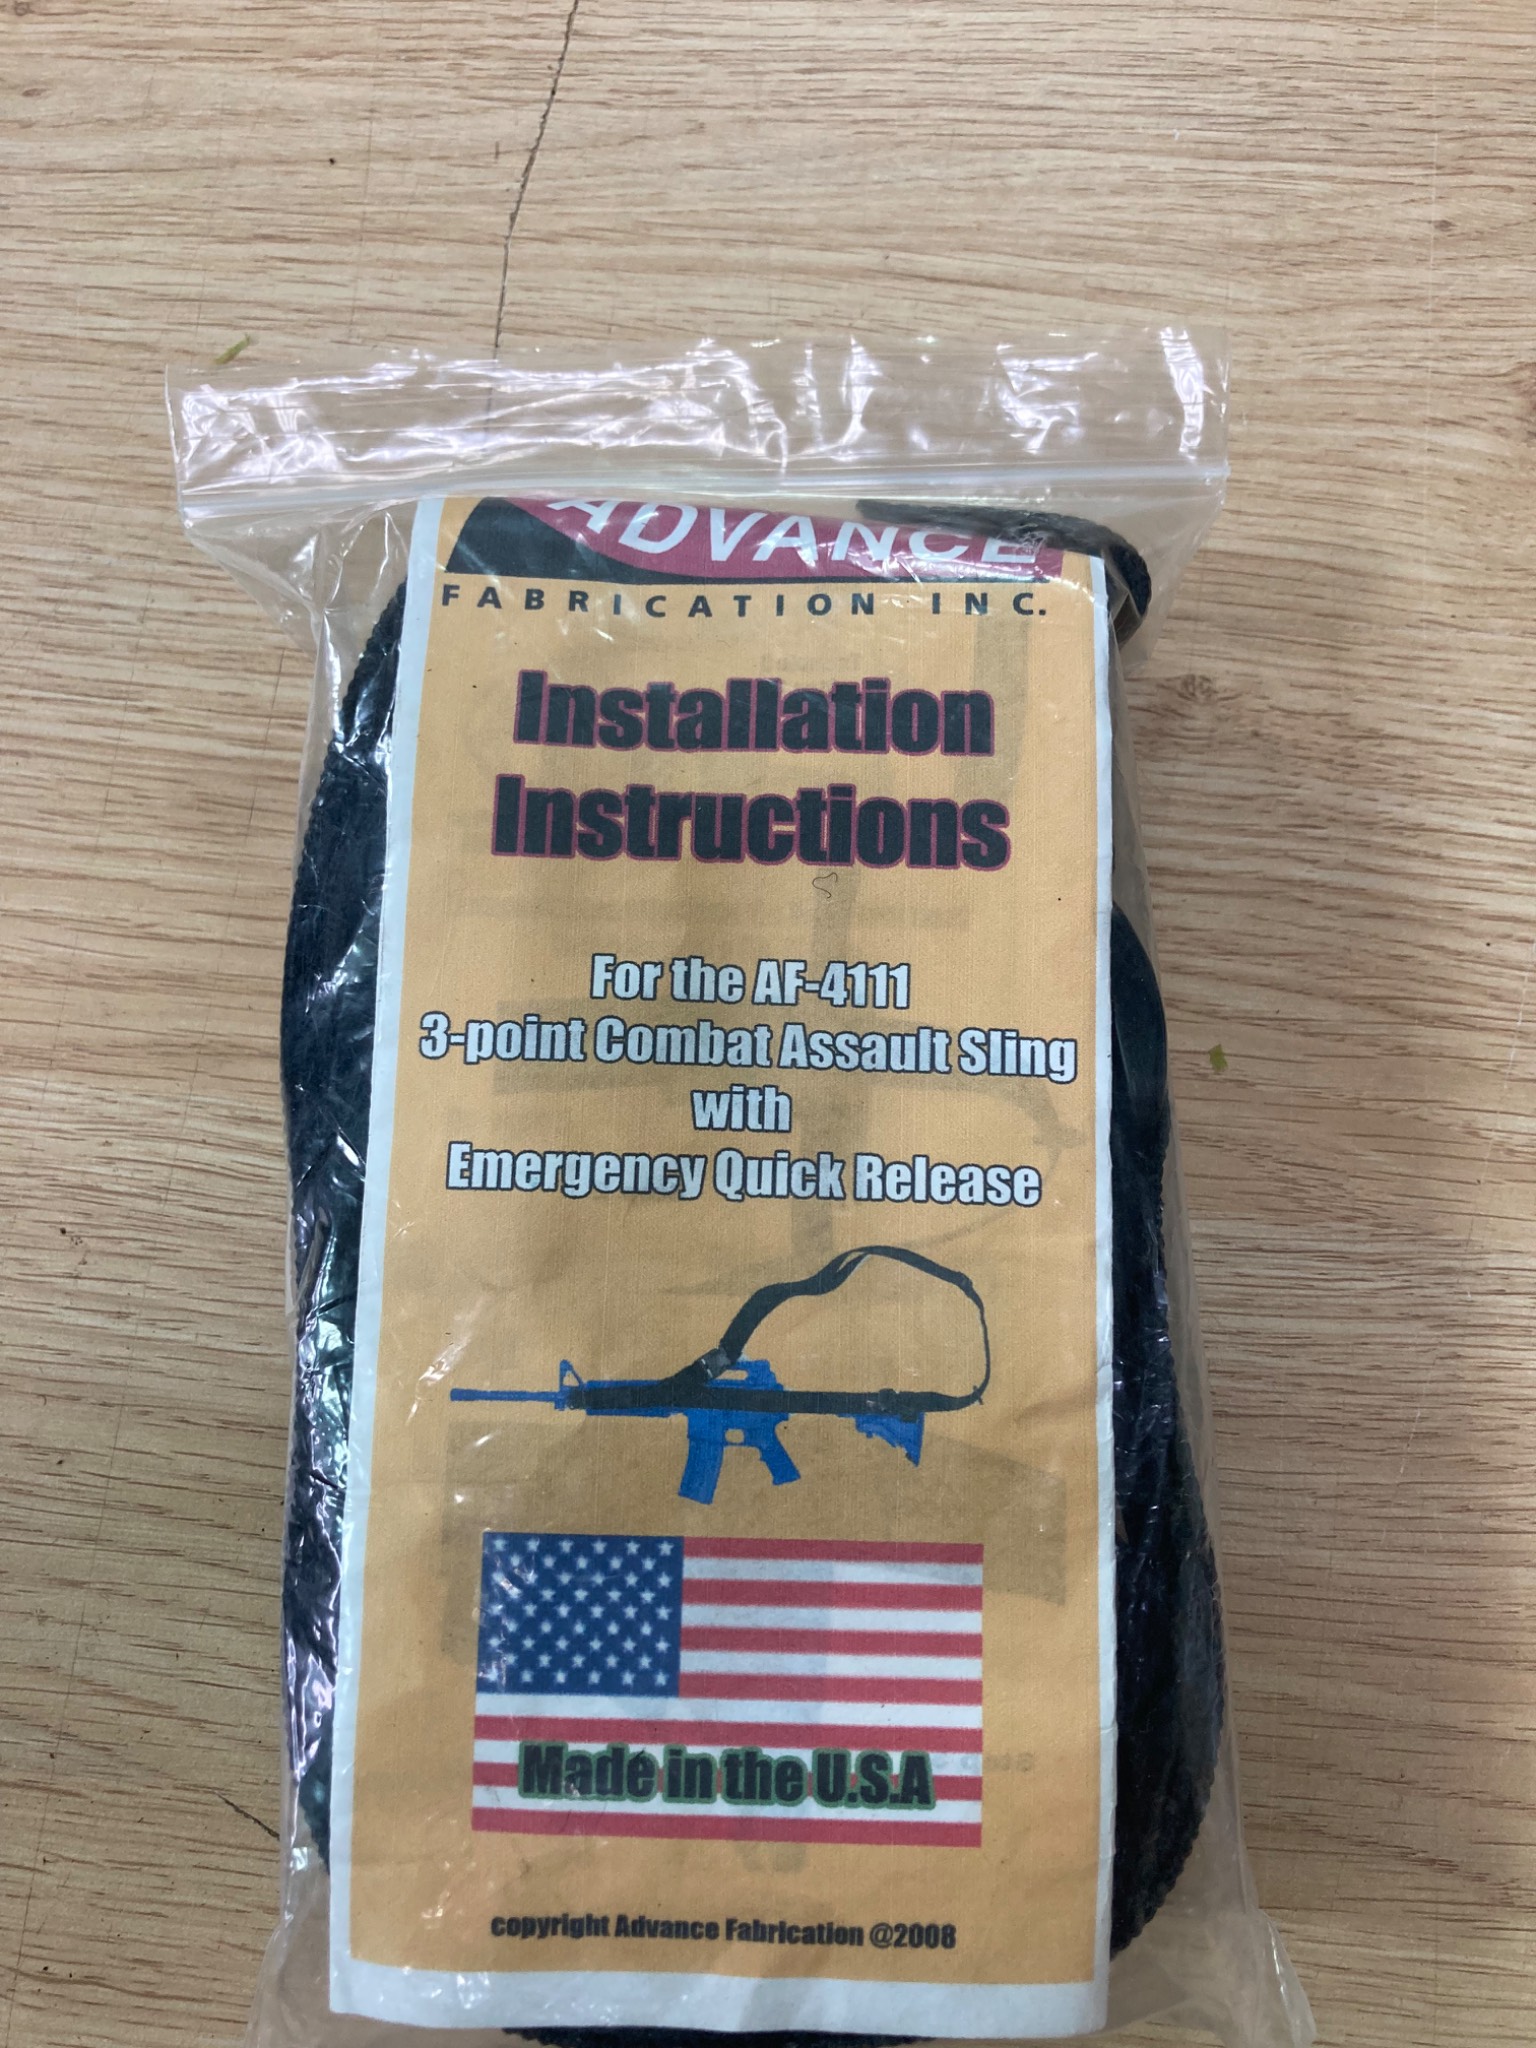 ADVANCE
FABRICATION INC.
Installation
Instructions
For the AF-4111
3-point Combat Assault Sling
with
Emergency Quick Release
Made in the U.S.A
copyright Advance Fabrication @2008